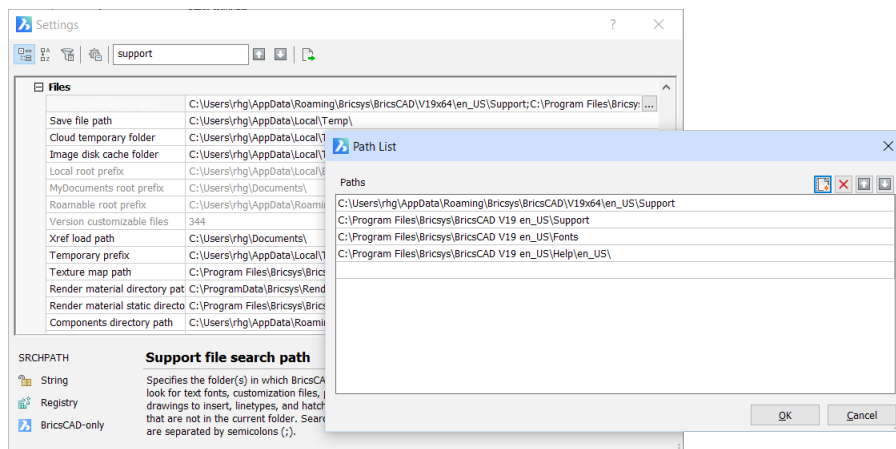 Settings
support
Files
C:\Users\rhg\AppData\Roaming\Bricsys\BricsCAD\V19x64\en_US\Support;C:\Program Files\Bricsy: ...
Save file path C:\Users\rhg\AppData\Local\Temp\
Cloud temporary folder C:\Users\rhg\AppData\Local\T
Image disk cache folder C:\Users\rhg\AppData\Local\T
Local root prefix C:\Users\rhg\AppData\Local\B
MyDocuments root prefix C:\Users\rhg\Documents\
Roamable root prefix C:\Users\rhg\AppData\Roamin
Version customizable files 344
Xref load path C:\Users\rhg\Documents\
Temporary prefix C:\Users\rhg\AppData\Local\T
Texture map path C:\Program Files\Bricsys\Brics
Render material directory pat C:\ProgramData\Bricsys\Rend
Render material static directo C:\Program Files\Bricsys\Brics
Components directory path C:\Users\rhg\AppData\Roamin
SRCHPATH
String
Registry
BricsCAD-only
Support file search path
Specifies the folder(s) in which BricsCA
look for text fonts, customization files, p
drawings to insert, linetypes, and hatch
that are not in the current folder. Searc
are separated by semicolons (;).
Path List
Paths
C:\Users\rhg\AppData\Roaming\Bricsys\BricsCAD\V19x64\en_US\Support
C:\Program Files\Bricsys\BricsCAD V19 en_US\Support
C:\Program Files\Bricsys\BricsCAD V19 en_US\Fonts
C:\Program Files\Bricsys\BricsCAD V19 en_US\Help\en_US\
OK Cancel